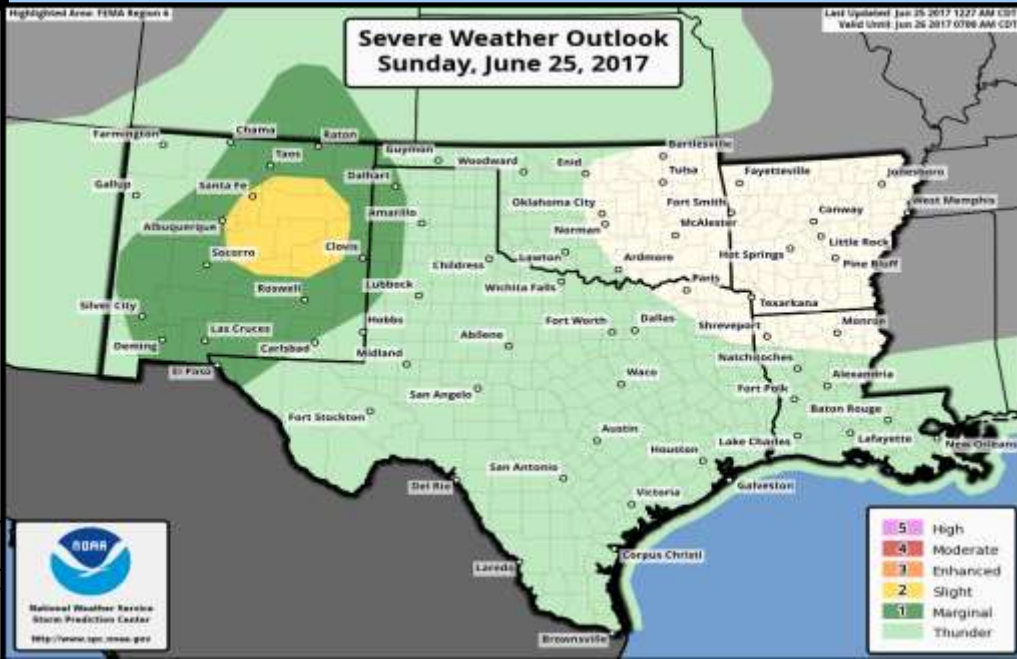 Highlighted Area: FEMA Region 6
Last Updated: Jun 25 2017 1227 AM CDT
Valid Until: Jun 26 2017 0700 AM CDT
Severe Weather Outlook
Sunday, June 25, 2017
Farmington
Chama
Raton
Taos
Guymon
Woodward
Enid
Bartlesville
Tulsa
Fayetteville
Jonesboro
Gallup
Santa Fe
Dalhart
Oklahoma City
Fort Smith
Conway
West Memphis
Albuquerque
Amarillo
Norman
McAlester
Little Rock
Socorro
Clovis
Childress
Lawton
Ardmore
Hot Springs
Pine Bluff
Roswell
Lubbock
Wichita Falls
Paris
Texarkana
Silver City
Las Cruces
Hobbs
Fort Worth
Dallas
Shreveport
Monroe
Deming
Carlsbad
Midland
Abilene
Natchitoches
El Paso
San Angelo
Waco
Fort Polk
Alexandria
Fort Stockton
Baton Rouge
Austin
Houston
Lake Charles
Lafayette
New Orleans
Del Rio
San Antonio
Victoria
Galveston
Laredo
Corpus Christi
Brownsville
NOAA
National Weather Service
Storm Prediction Center
http://www.spc.noaa.gov
5 High
4 Moderate
3 Enhanced
2 Slight
1 Marginal
Thunder